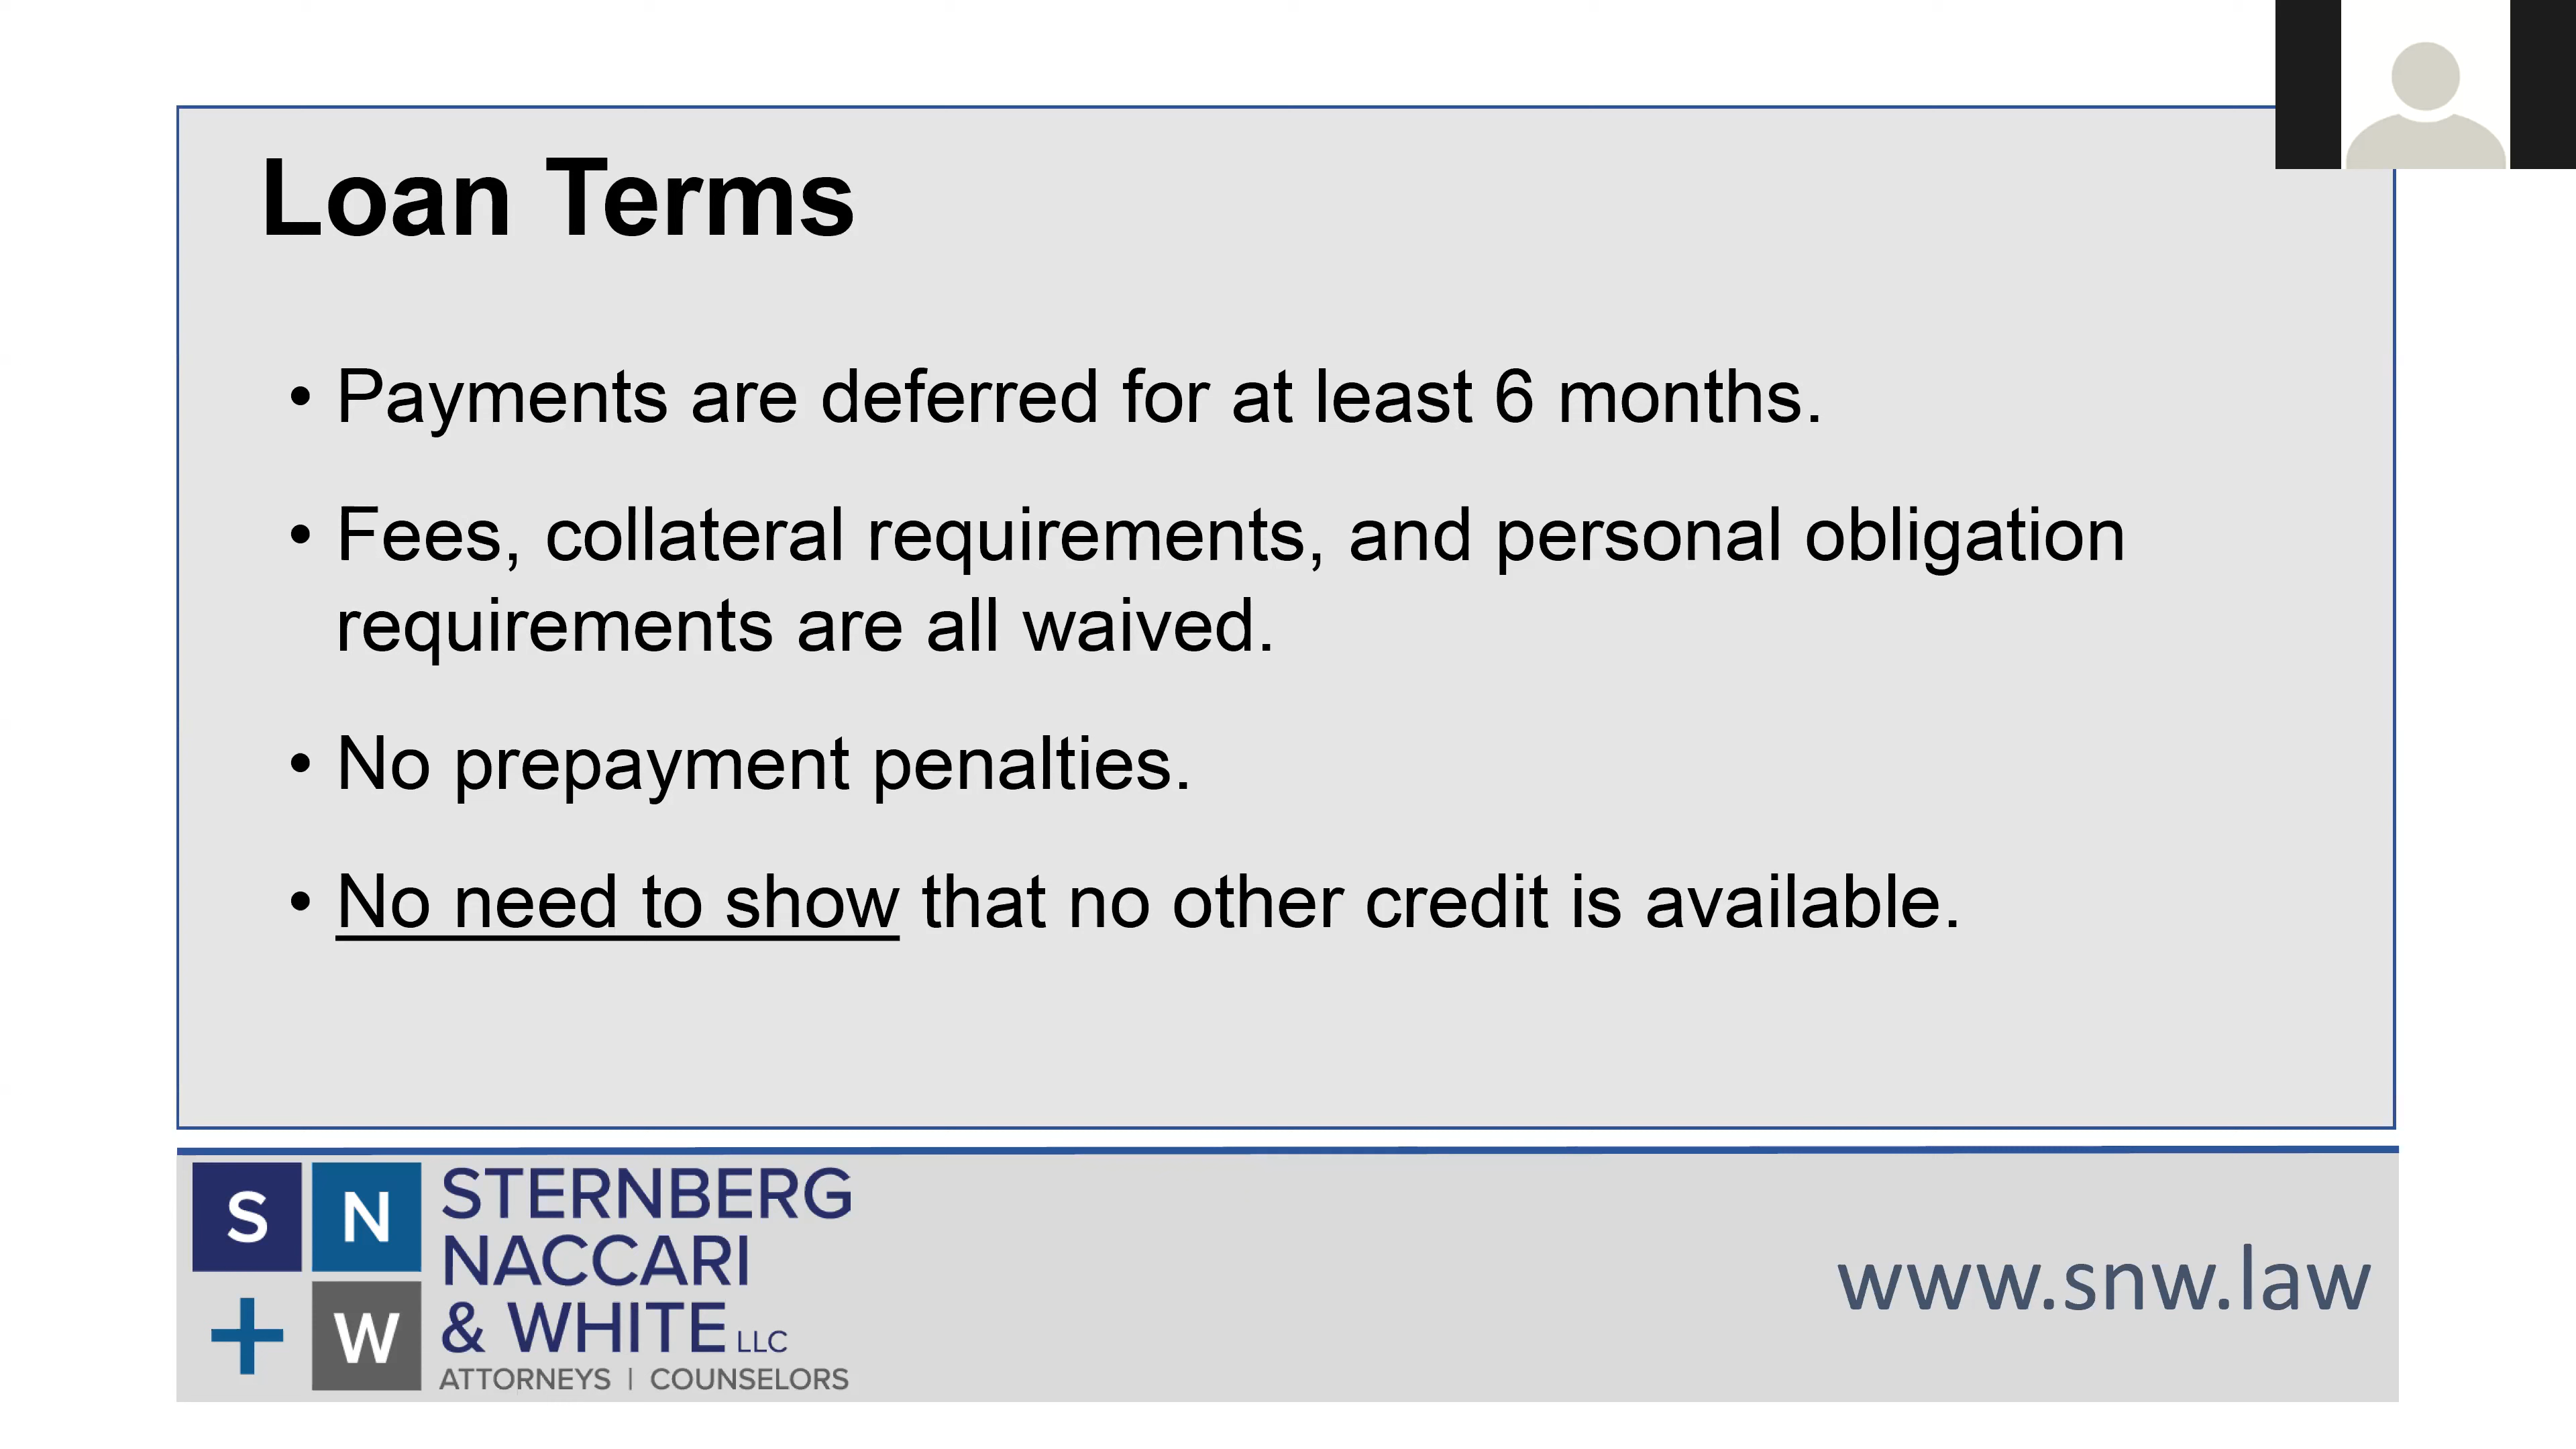 Loan Terms
• Payments are deferred for at least 6 months.
• Fees, collateral requirements, and personal obligation
requirements are all waived.
• No prepayment penalties.
• No need to show that no other credit is available.
S N
+ W
STERNBERG
NACCARI
& WHITE LLC
ATTORNEYS | COUNSELORS
www.snw.law